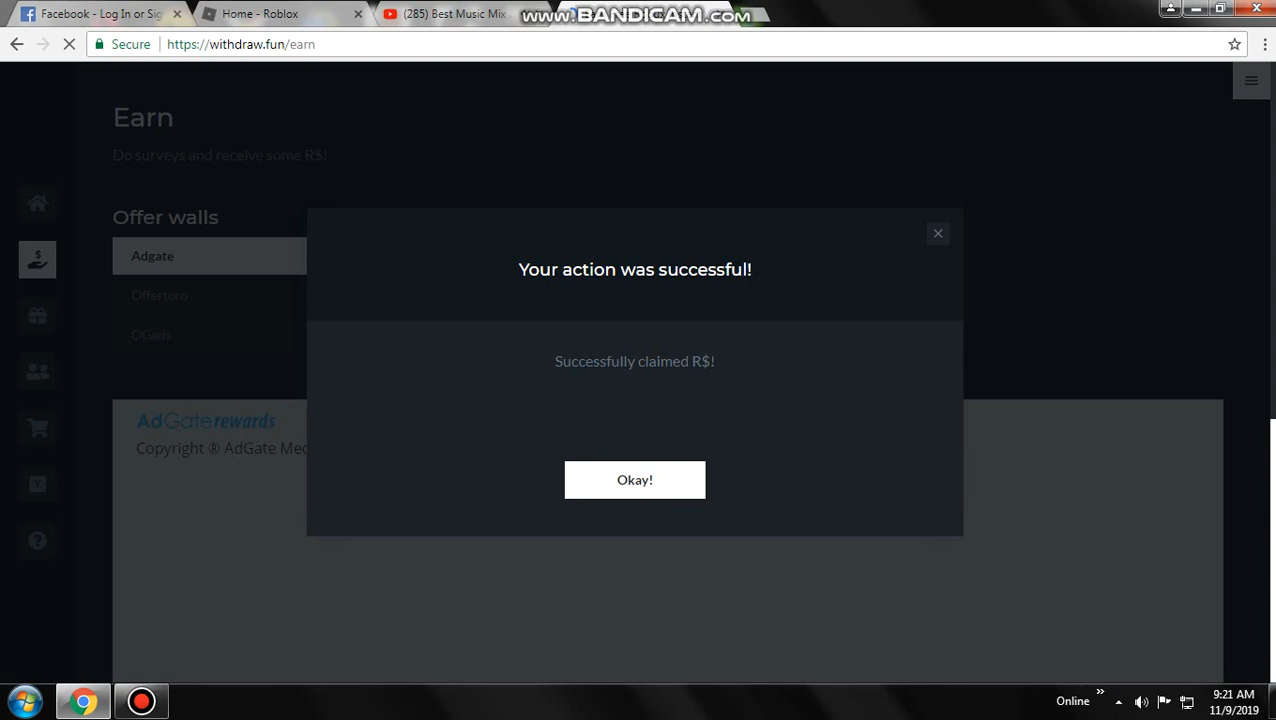 Facebook - Log In or Sig
Home - Roblox
(285) Best Music Mix
www.BANDICAM.com
Secure
https://withdraw.fun/earn
Earn
Do surveys and receive some R$!
Offer walls
Adgate
Offertoro
OGads
Your action was successful!
Successfully claimed R$!
Okay!
AdGate rewards
Copyright ® AdGate Med
Online
9:21 AM
11/9/2019